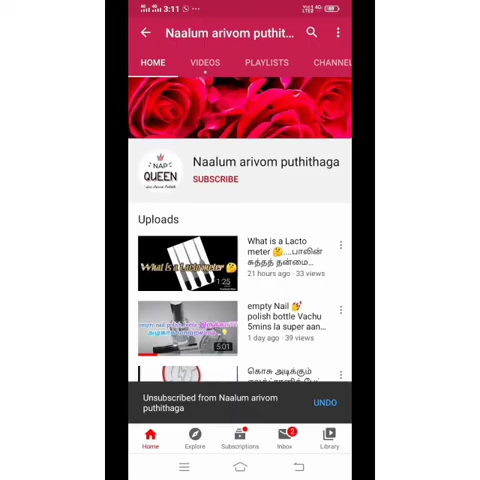 3:11
Naalum arivom puthit...
HOME VIDEOS PLAYLISTS CHANNEL
NAP
QUEEN
Naalum arivom puthithaga
SUBSCRIBE
Uploads
What is a Lactometer 🤔
1:25
What is a Lacto
meter 🤔....பாலின்
சுத்தத் தன்மை...
21 hours ago · 33 views
5:01
empty Nail 💅
polish bottle Vachu
5mins la super aan...
1 day ago · 39 views
கொசு அடிக்கும்
Unsubscribed from Naalum arivom
puthithaga
UNDO
2
Home Explore Subscriptions Inbox Library